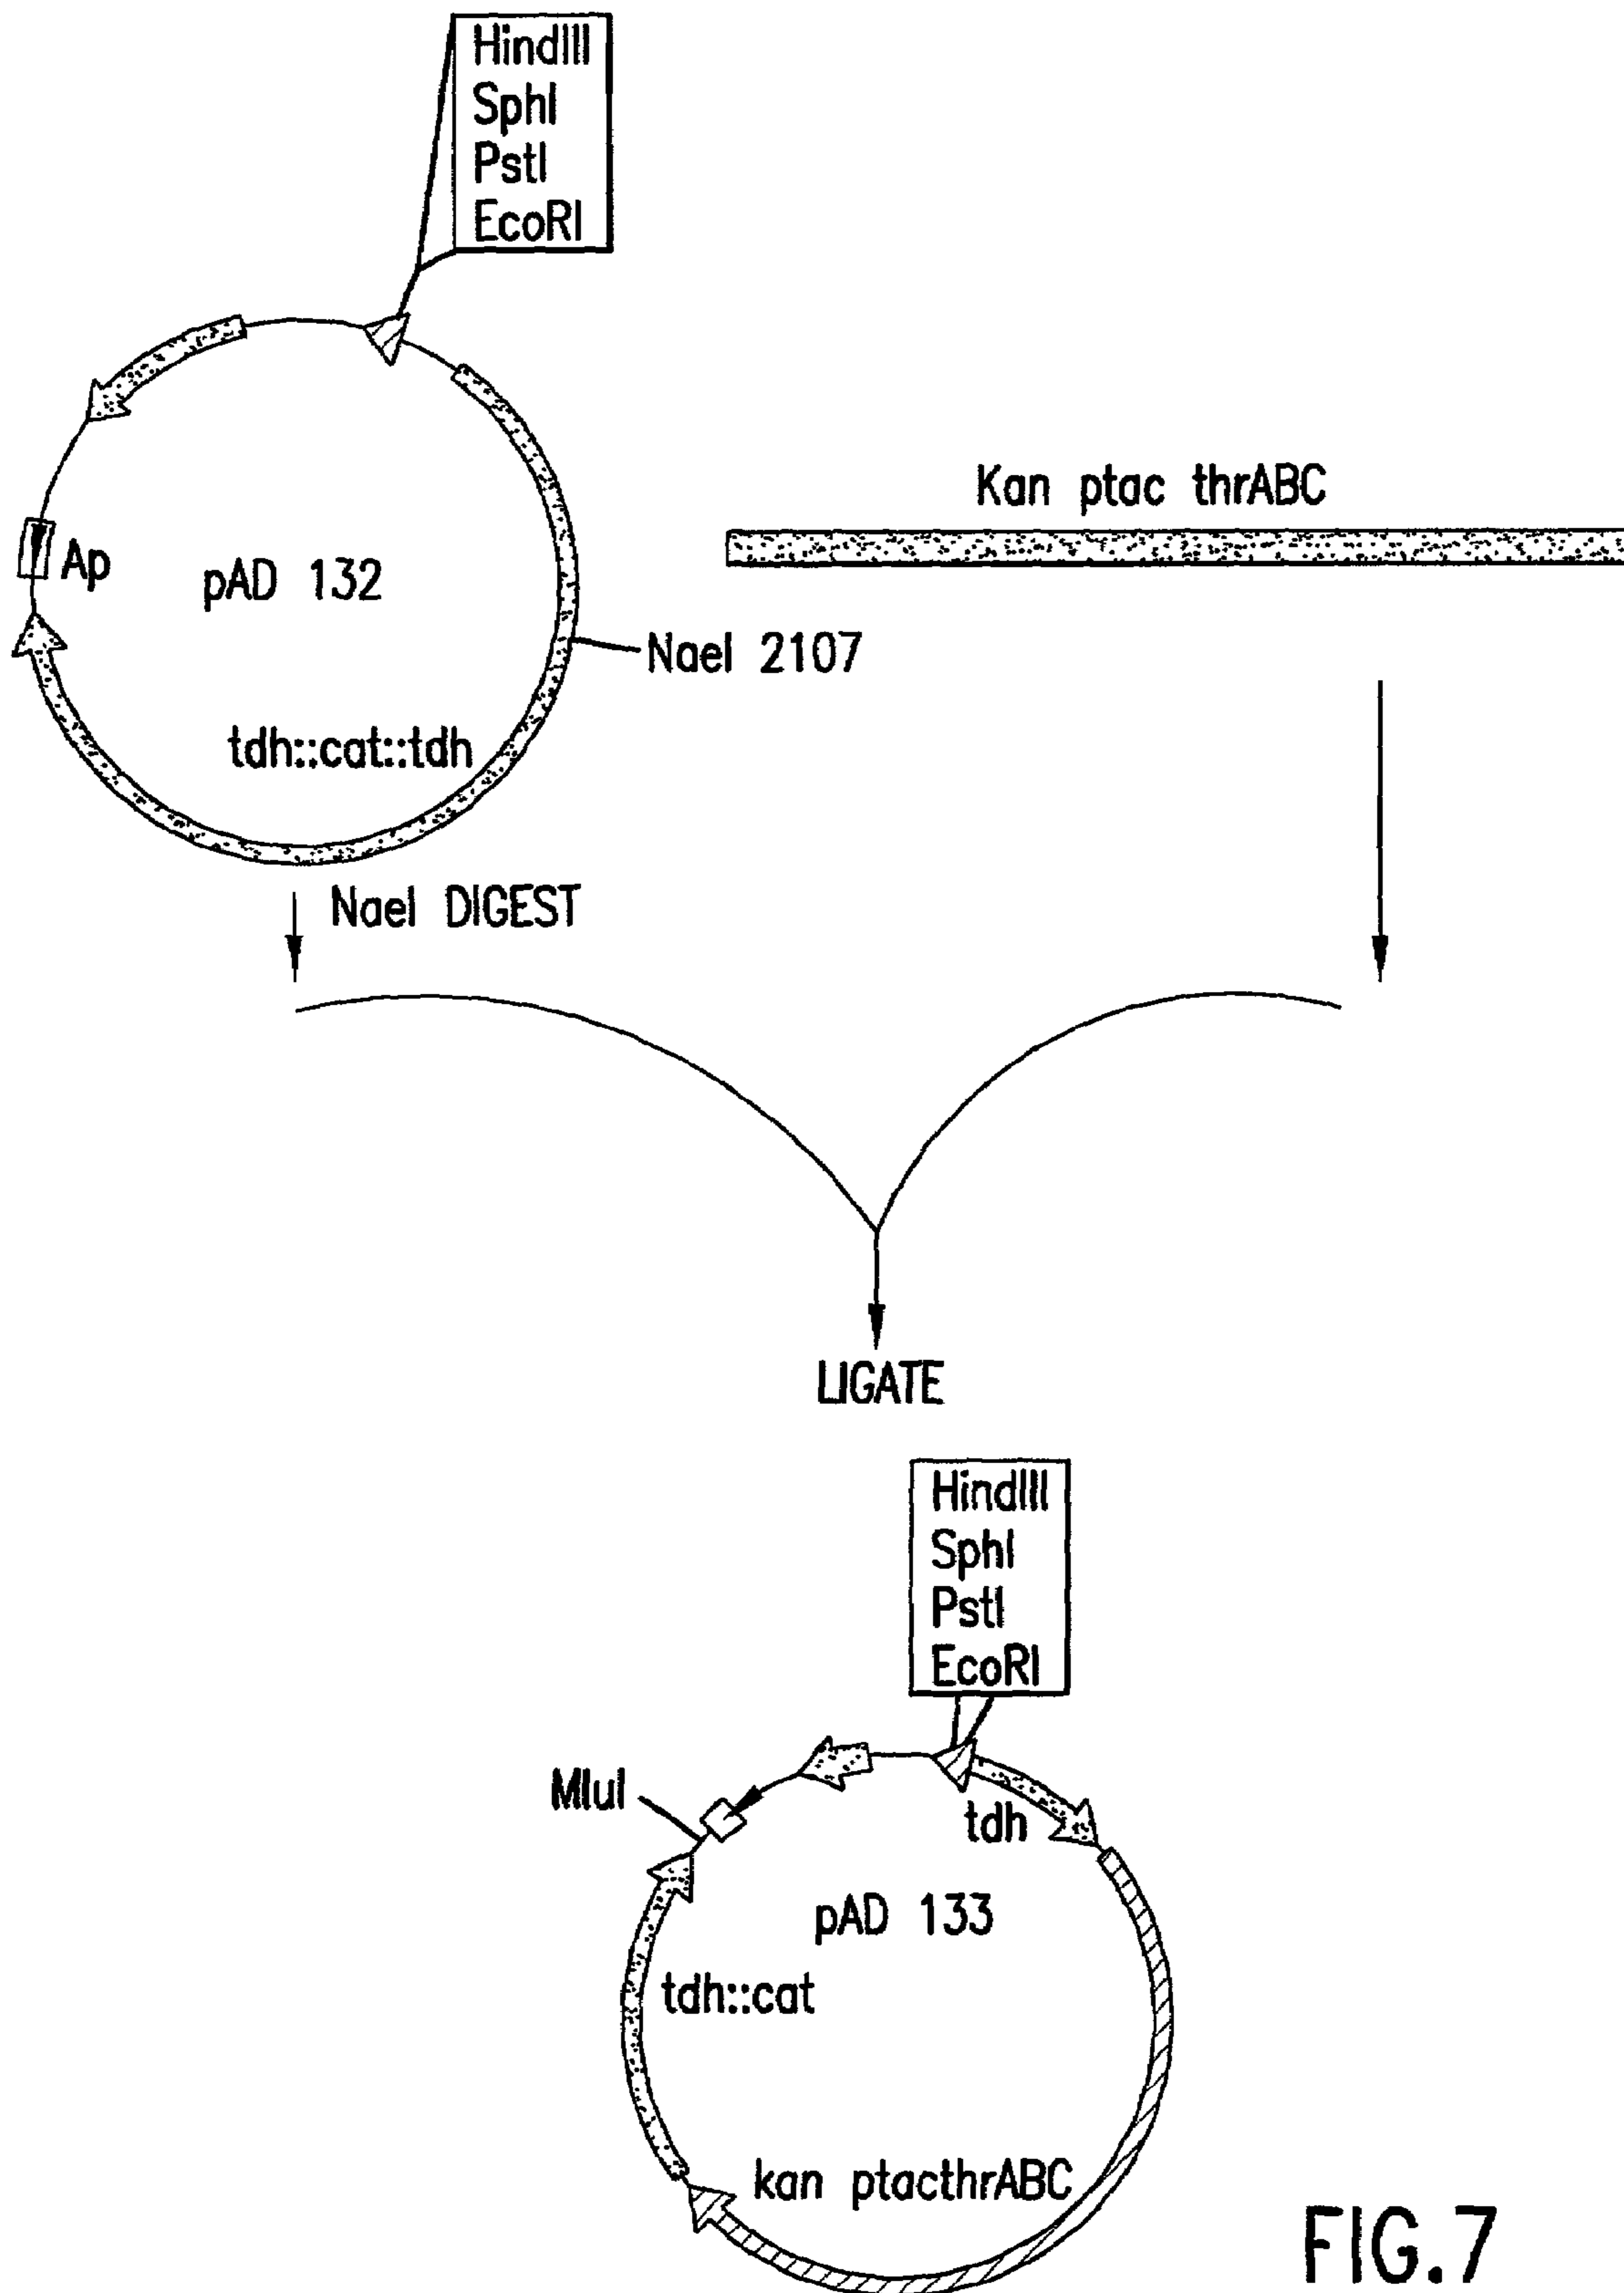 HindIII
SphI
PstI
EcoRI
Kan ptac thrABC
Ap
pAD 132
NaeI 2107
tdh::cat::tdh
NaeI DIGEST
LIGATE
HindIII
SphI
PstI
EcoRI
MluI
tdh
pAD 133
tdh::cat
kan ptacthrABC
FIG.7